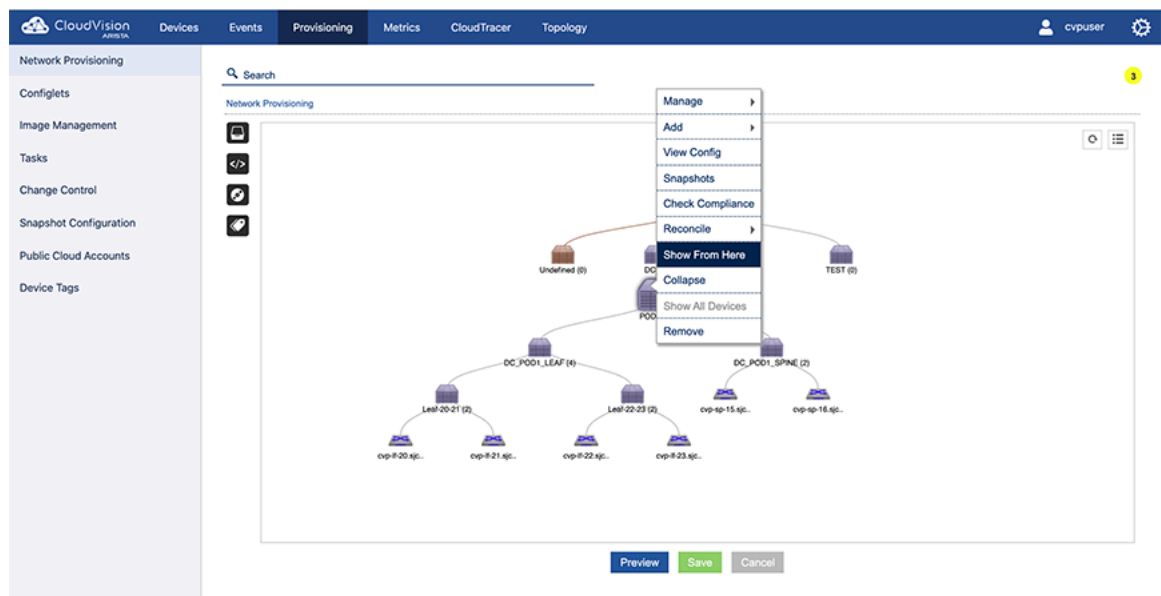 CloudVision
ARISTA
Devices
Events
Provisioning
Metrics
CloudTracer
Topology
cvpuser
Network Provisioning
Configlets
Image Management
Tasks
Change Control
Snapshot Configuration
Public Cloud Accounts
Device Tags
Search
3
Network Provisioning
Manage
Add
View Config
Snapshots
Check Compliance
Reconcile
Show From Here
Collapse
Show All Devices
Remove
Undefined (0)
DC
TEST (0)
POD
DC_POD1_LEAF (4)
DC_POD1_SPINE (2)
Leaf-20-21 (2)
Leaf-22-23 (2)
cvp-sp-15.sjc..
cvp-sp-16.sjc..
cvp-lf-20.sjc..
cvp-lf-21.sjc..
cvp-lf-22.sjc..
cvp-lf-23.sjc..
Preview
Save
Cancel